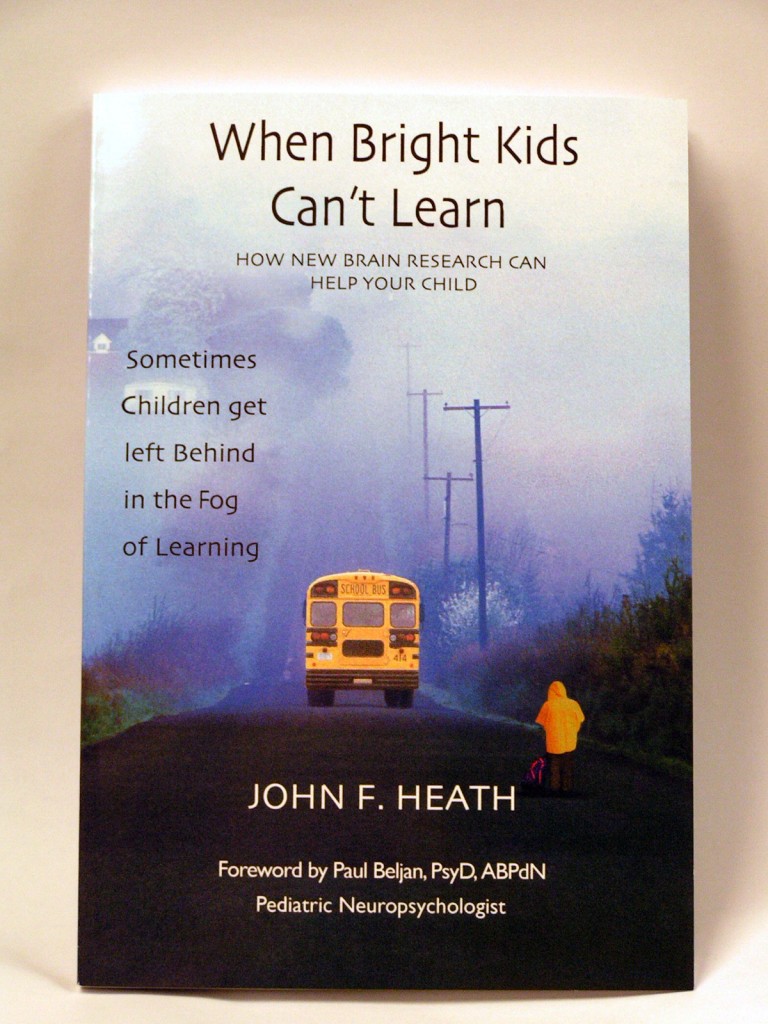 When Bright Kids
Can't Learn
HOW NEW BRAIN RESEARCH CAN
HELP YOUR CHILD
Sometimes
Children get
left Behind
in the Fog
of Learning
SCHOOL BUS
414
JOHN F. HEATH
Foreword by Paul Beljan, PsyD, ABPdN
Pediatric Neuropsychologist